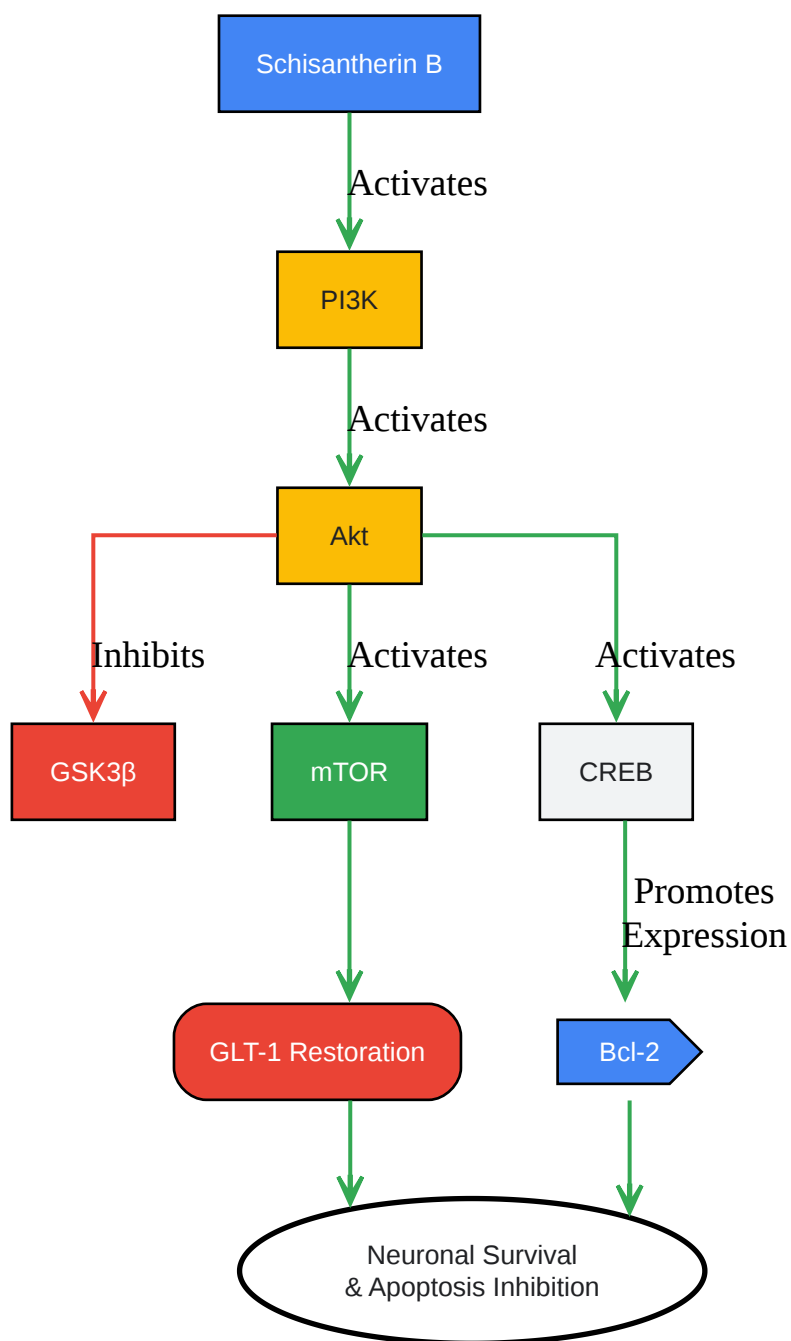 Schisantherin B
Activates
PI3K
Activates
Akt
Inhibits
Activates
Activates
GSK3β
mTOR
CREB
Promotes
Expression
GLT-1 Restoration
Bcl-2
Neuronal Survival
& Apoptosis Inhibition